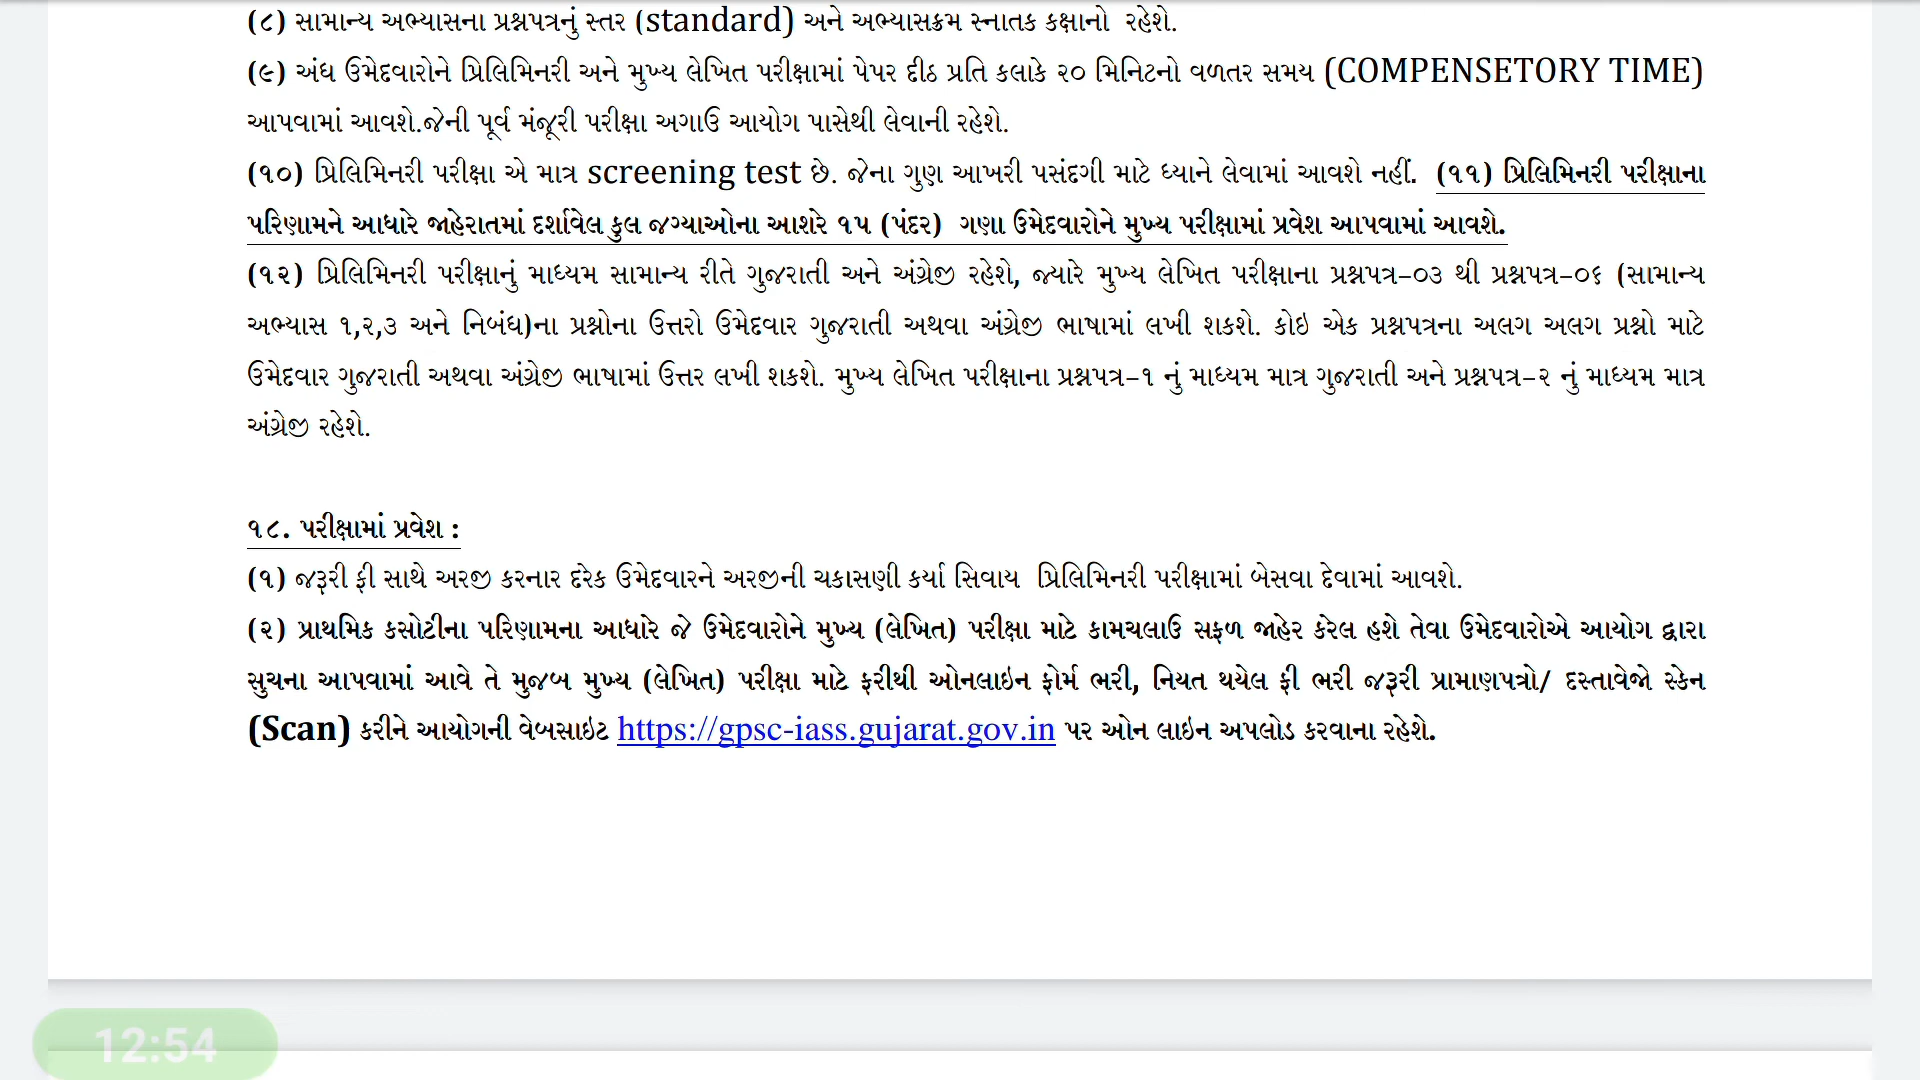 (૮) સામાન્ય અભ્યાસના પ્રશ્નપત્રનું સ્તર (standard) અને અભ્યાસક્રમ સ્નાતક કક્ષાનો રહેશે.
(૯) અંધ ઉમેદવારોને પ્રિલિમિનરી અને મુખ્ય લેખિત પરીક્ષામાં પેપર દીઠ પ્રતિ કલાકે ૨૦ મિનિટનો વળતર સમય (COMPENSETORY TIME)
આપવામાં આવશે.જેની પૂર્વ મંજૂરી પરીક્ષા અગાઉ આયોગ પાસેથી લેવાની રહેશે.
(૧૦) પ્રિલિમિનરી પરીક્ષા એ માત્ર screening test છે. જેના ગુણ આખરી પસંદગી માટે ધ્યાને લેવામાં આવશે નહીં. (૧૧) પ્રિલિમિનરી પરીક્ષાના
પરિણામને આધારે જાહેરાતમાં દર્શાવેલ કુલ જગ્યાઓના આશરે ૧૫ (પંદર) ગણા ઉમેદવારોને મુખ્ય પરીક્ષામાં પ્રવેશ આપવામાં આવશે.
(૧૨) પ્રિલિમિનરી પરીક્ષાનું માધ્યમ સામાન્ય રીતે ગુજરાતી અને અંગ્રેજી રહેશે, જ્યારે મુખ્ય લેખિત પરીક્ષાના પ્રશ્નપત્ર–૦૩ થી પ્રશ્નપત્ર–૦૬ (સામાન્ય
અભ્યાસ ૧,૨,૩ અને નિબંધ)ના પ્રશ્નોના ઉત્તરો ઉમેદવાર ગુજરાતી અથવા અંગ્રેજી ભાષામાં લખી શકશે. કોઇ એક પ્રશ્નપત્રના અલગ અલગ પ્રશ્નો માટે
ઉમેદવાર ગુજરાતી અથવા અંગ્રેજી ભાષામાં ઉત્તર લખી શકશે. મુખ્ય લેખિત પરીક્ષાના પ્રશ્નપત્ર–૧ નું માધ્યમ માત્ર ગુજરાતી અને પ્રશ્નપત્ર–૨ નું માધ્યમ માત્ર
અંગ્રેજી રહેશે.
૧૮. પરીક્ષામાં પ્રવેશ :
(૧) જરૂરી ફી સાથે અરજી કરનાર દરેક ઉમેદવારને અરજીની ચકાસણી કર્યા સિવાય પ્રિલિમિનરી પરીક્ષામાં બેસવા દેવામાં આવશે.
(૨) પ્રાથમિક કસોટીના પરિણામના આધારે જે ઉમેદવારોને મુખ્ય (લેખિત) પરીક્ષા માટે કામચલાઉ સફળ જાહેર કરેલ હશે તેવા ઉમેદવારોએ આયોગ દ્વારા
સુચના આપવામાં આવે તે મુજબ મુખ્ય (લેખિત) પરીક્ષા માટે ફરીથી ઓનલાઇન ફોર્મ ભરી, નિયત થયેલ ફી ભરી જરૂરી પ્રામાણપત્રો/ દસ્તાવેજો સ્કેન
(Scan) કરીને આયોગની વેબસાઇટ https://gpsc-iass.gujarat.gov.in પર ઓન લાઇન અપલોડ કરવાના રહેશે.
12:54